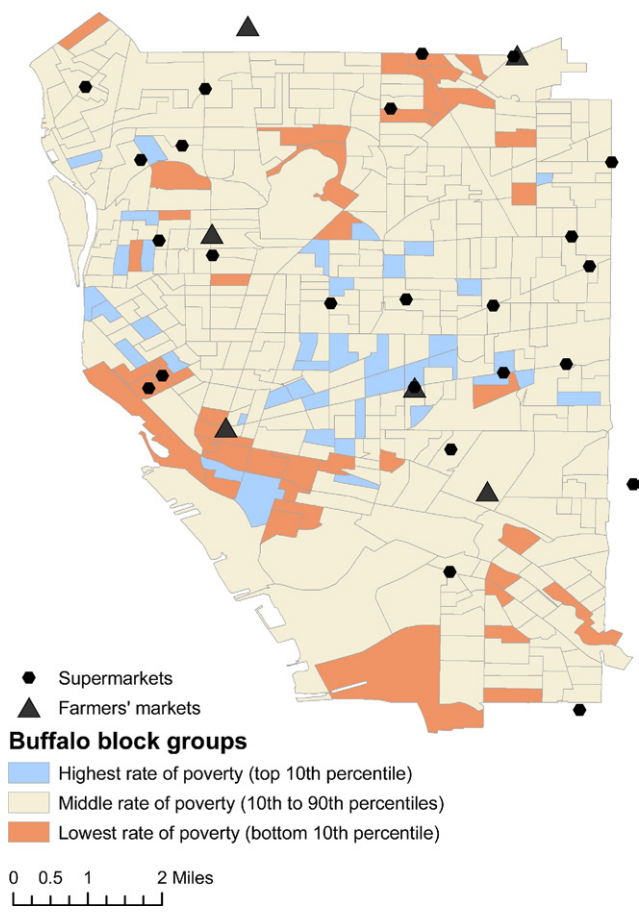 Supermarkets
Farmers' markets
Buffalo block groups
Highest rate of poverty (top 10th percentile)
Middle rate of poverty (10th to 90th percentiles)
Lowest rate of poverty (bottom 10th percentile)
0 0.5 1 2 Miles